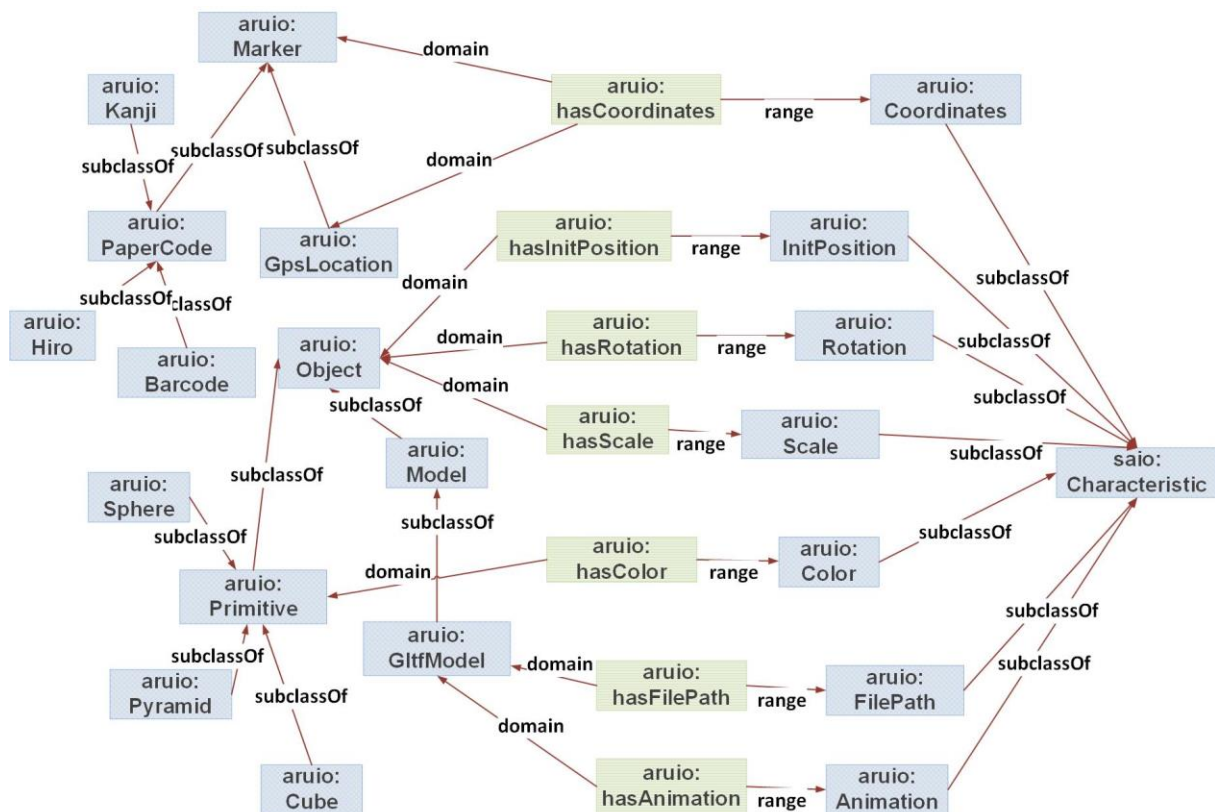 aruio:
Marker
domain
aruio:
Kanji
aruio:
hasCoordinates
range
aruio:
Coordinates
subclassOf
subclassOf
subclassOf
domain
aruio:
PaperCode
aruio:
GpsLocation
aruio:
hasInitPosition
range
aruio:
InitPosition
subclassOf
domain
subclassOf
classOf
aruio:
Hiro
aruio:
Barcode
aruio:
Object
domain
aruio:
hasRotation
range
aruio:
Rotation
subclassOf
subclassOf
subclassOf
domain
aruio:
hasScale
range
aruio:
Scale
subclassOf
aruio:
Model
saio:
Characteristic
subclassOf
aruio:
Sphere
subclassOf
subclassOf
subclassOf
aruio:
Primitive
domain
aruio:
hasColor
range
aruio:
Color
subclassOf
subclassOf
aruio:
GltfModel
domain
aruio:
hasFilePath
range
aruio:
FilePath
subclassOf
aruio:
Pyramid
subclassOf
domain
aruio:
Cube
aruio:
hasAnimation
range
aruio:
Animation